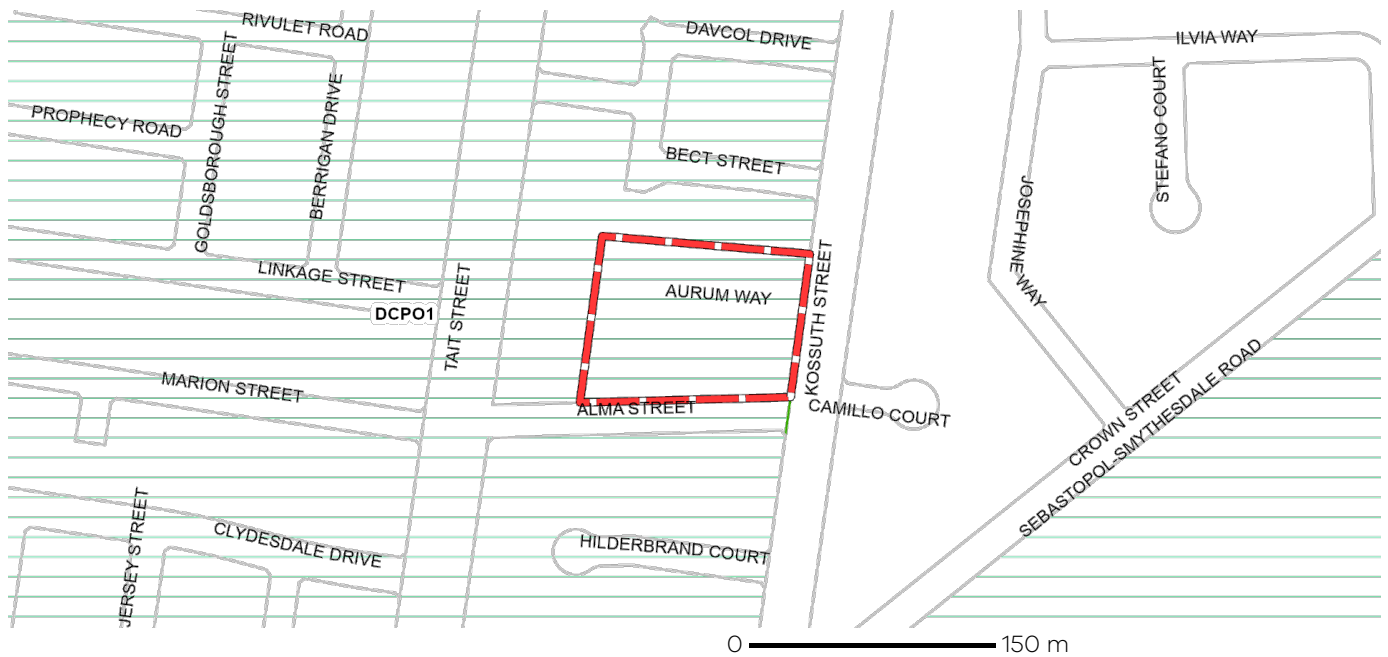 RIVULET ROAD
DAVCOL DRIVE
ILVIA WAY
GOLDSBOROUGH STREET
BERRIGAN DRIVE
STEFANO COURT
PROPHECY ROAD
BECT STREET
JOSEPHINE WAY
LINKAGE STREET
TAIT STREET
AURUM WAY
KOSSUTH STREET
DCPO1
MARION STREET
ALMA STREET
CAMILLO COURT
CROWN STREET
SEBASTOPOL-SMYTHESDALE ROAD
JERSEY STREET
CLYDESDALE DRIVE
HILDERBRAND COURT
0 150 m